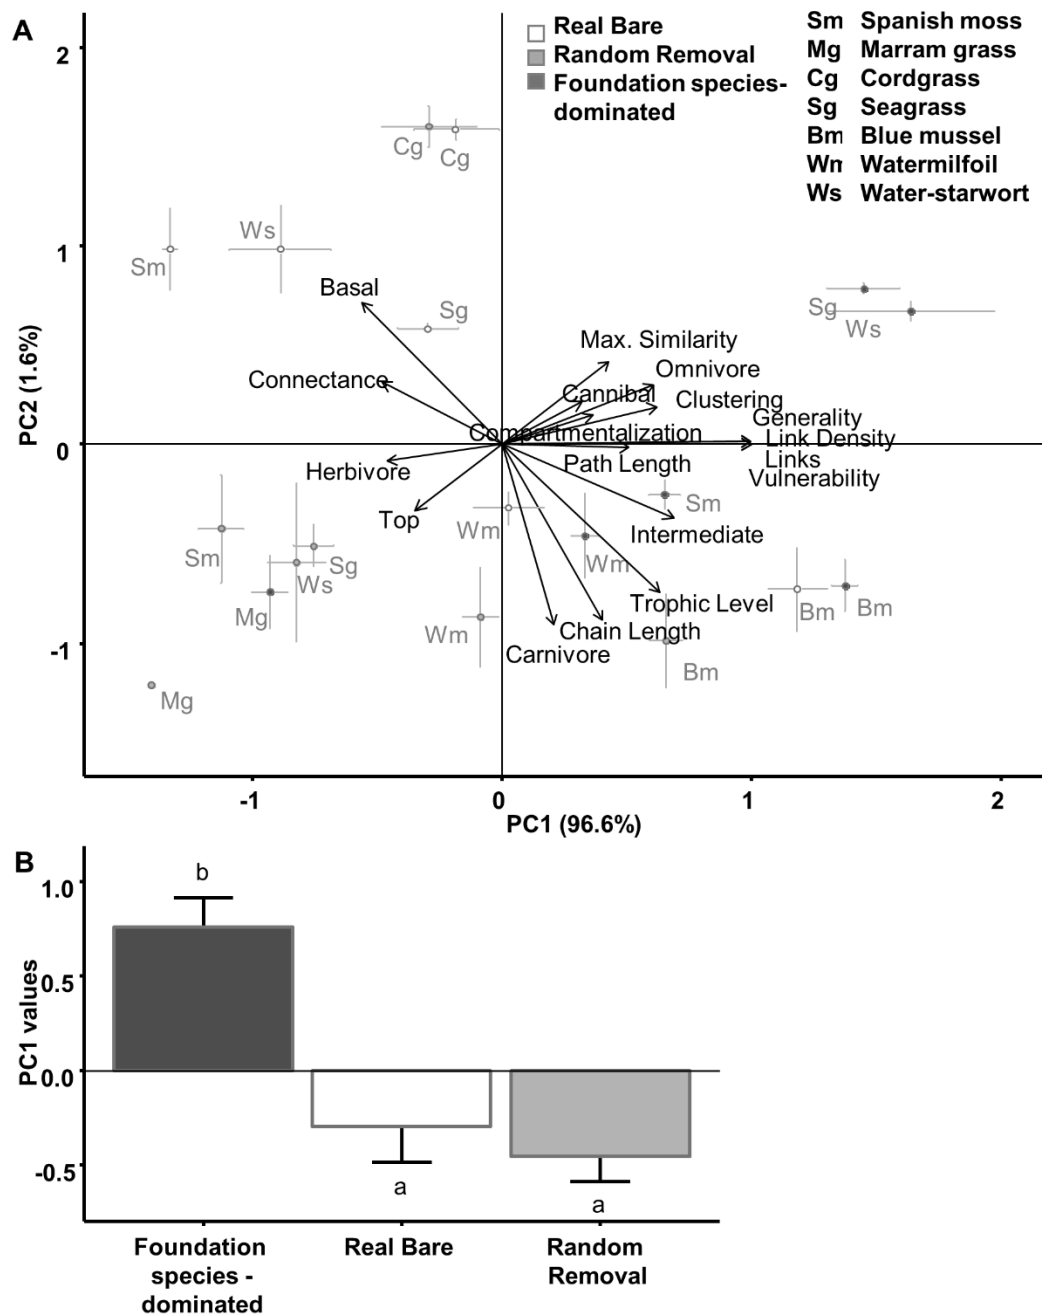 A
Real Bare
Random Removal
Foundation species-
dominated
Sm Spanish moss
Mg Marram grass
Cg Cordgrass
Sg Seagrass
Bm Blue mussel
Wm Watermilfoil
Ws Water-starwort
2
1
0
-1
PC2 (1.6%)
Cg
Cg
Ws
Sm
Basal
Sg
Sg
Ws
Max. Similarity
Omnivore
Connectance
Cannibal
Clustering
Generality
Compartmentalization
Link Density
Path Length
Links
Herbivore
Vulnerability
Top
Wm
Sm
Intermediate
Sm
Sg
Ws
Wm
Mg
Trophic Level
Bm
Bm
Wm
Chain Length
Carnivore
Bm
Mg
-1
0
1
2
PC1 (96.6%)
B
b
1.0
0.5
0.0
-0.5
PC1 values
a
a
Foundation
species -
dominated
Real Bare
Random
Removal